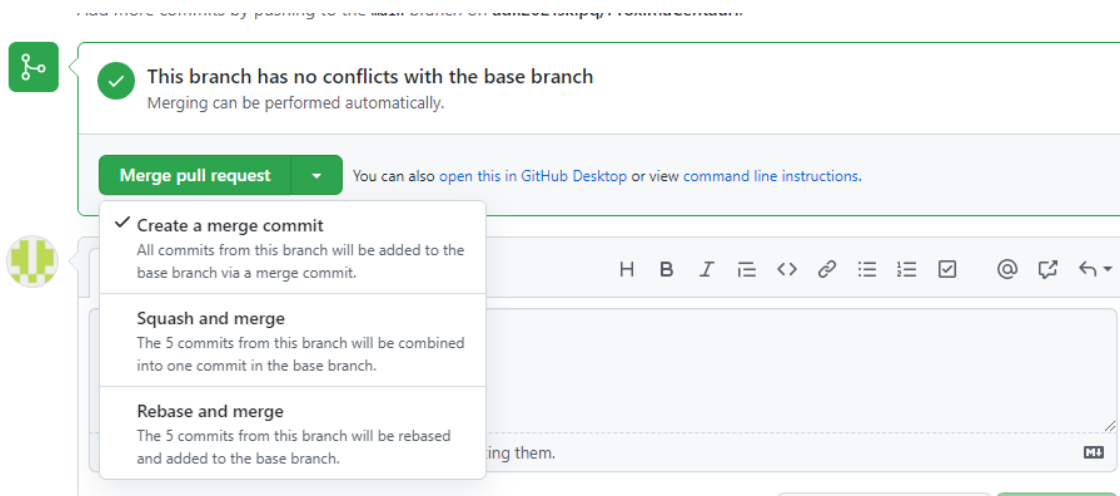 This branch has no conflicts with the base branch
Merging can be performed automatically.
Merge pull request
You can also open this in GitHub Desktop or view command line instructions.
Create a merge commit
All commits from this branch will be added to the
base branch via a merge commit.
Squash and merge
The 5 commits from this branch will be combined
into one commit in the base branch.
Rebase and merge
The 5 commits from this branch will be rebased
and added to the base branch.
ing them.